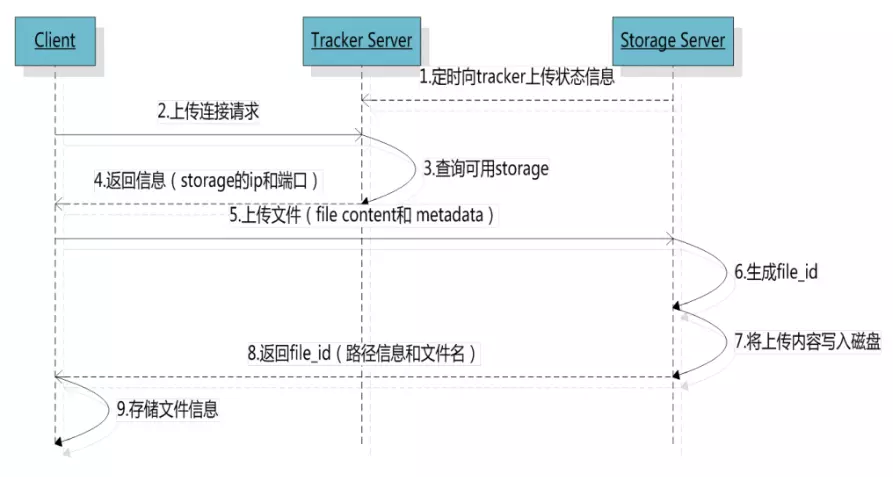 Client
Tracker Server
Storage Server
1.定时向tracker上传状态信息
2.上传连接请求
3.查询可用storage
4.返回信（storage的ip和端口）
5.上传文件（file content和 metadata）
6.生成file_id
7.将上传内容写入磁盘
8.返回file_id（路径信息和文件名）
9.存储文件信息